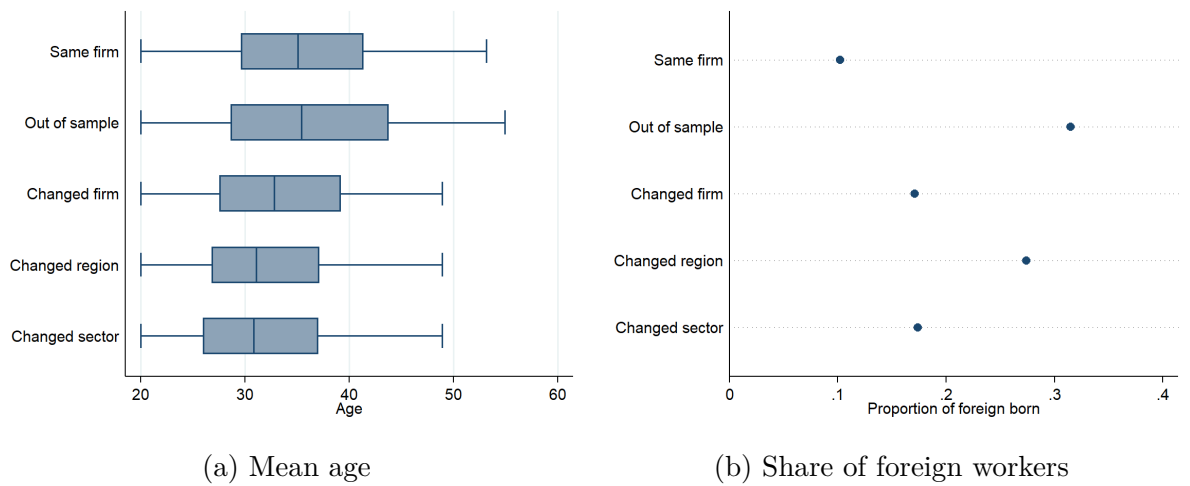 Same firm
Out of sample
Changed firm
Changed region
Changed sector
20 30 40 50 60
Age
(a) Mean age
Same firm
Out of sample
Changed firm
Changed region
Changed sector
0 .1 .2 .3 .4
Proportion of foreign born
(b) Share of foreign workers